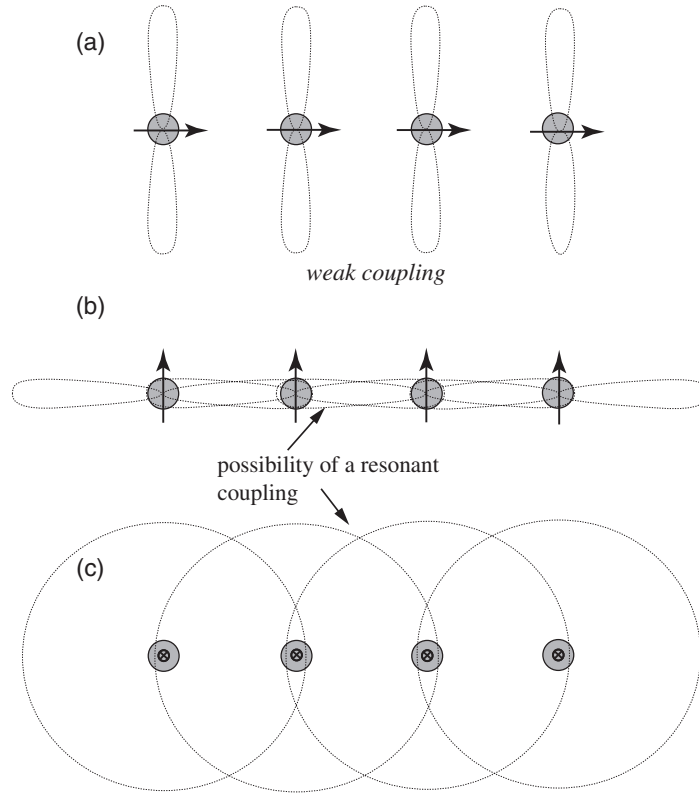 (a)
weak coupling
(b)
possibility of a resonant
coupling
(c)